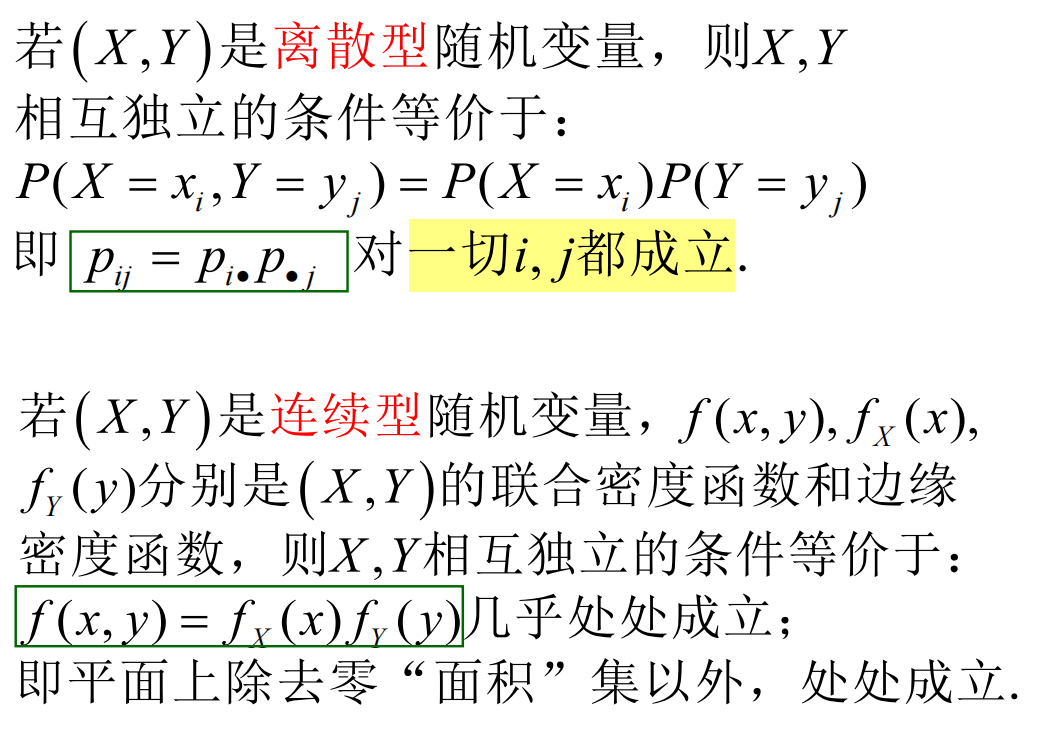 若(X,Y)是离散型随机变量，则X,Y
相互独立的条件等价于：
P(X = x_i, Y = y_j) = P(X = x_i)P(Y = y_j)
即 p_{ij} = p_{i•}p_{•j} 对一切i, j都成立.
若(X,Y)是连续型随机变量，f(x,y), f_X(x),
f_Y(y)分别是(X,Y)的联合密度函数和边缘
密度函数，则X,Y相互独立的条件等价于：
f(x,y) = f_X(x)f_Y(y)几乎处处成立；
即平面上除去零“面积”集以外，处处成立.